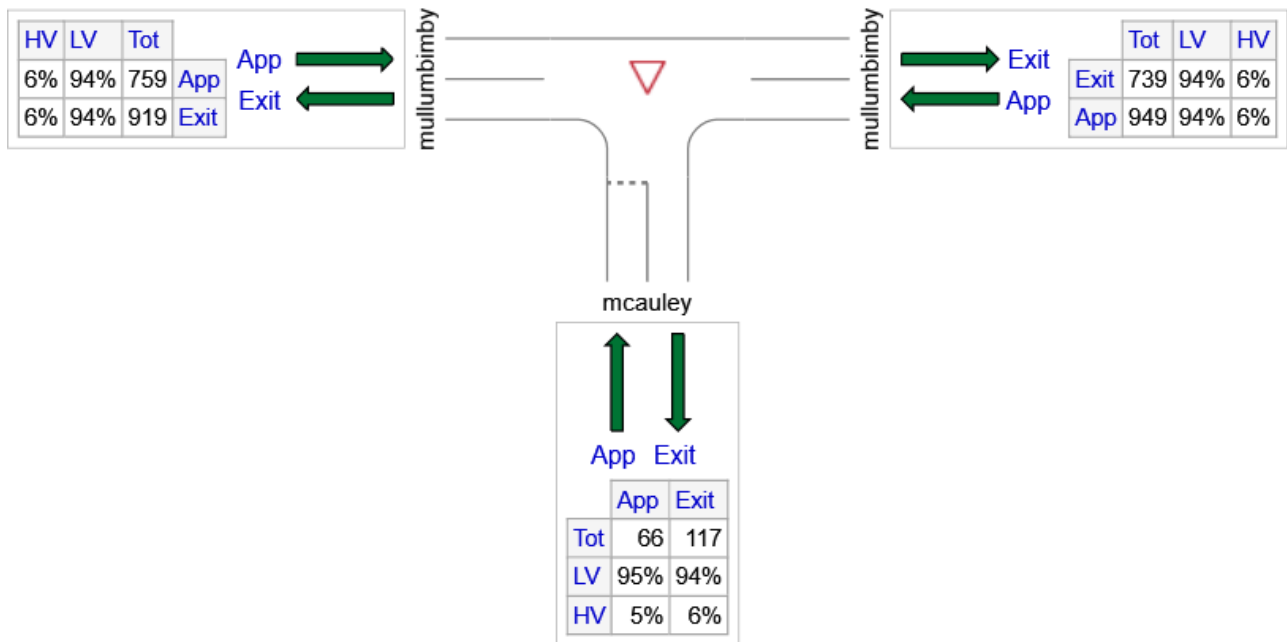 HV LV Tot
6% 94% 759 App
6% 94% 919 Exit
App
Exit
mullumbimby
mullumbimby
Exit
App
Tot LV HV
Exit 739 94% 6%
App 949 94% 6%
mcauley
App Exit
App Exit
Tot 66 117
LV 95% 94%
HV 5% 6%